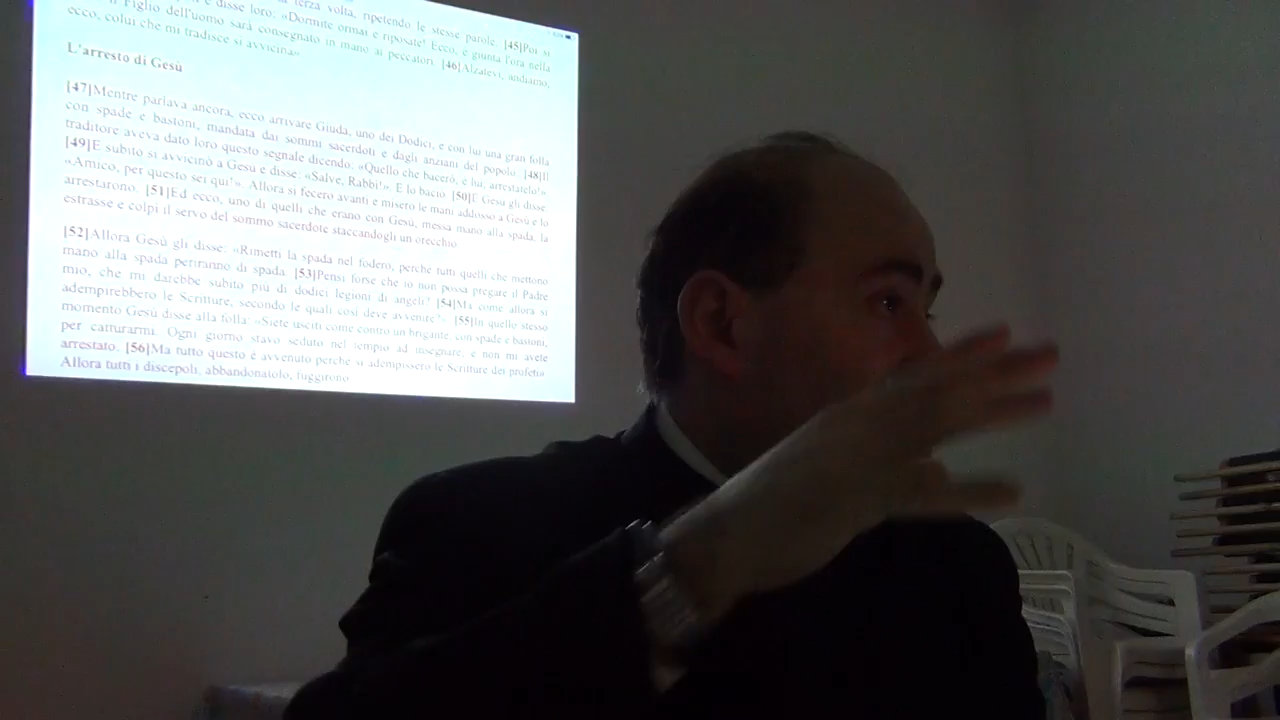 terza volta, ripetendo le stesse parole. [45]Poi si
e disse loro: «Dormite ormai e riposate! Ecco, è giunta l'ora nella
il Figlio dell'uomo sarà consegnato in mano ai peccatori. [46]Alzatevi, andiamo,
ecco, colui che mi tradisce si avvicina»
L'arresto di Gesù
[47]Mentre parlava ancora, ecco arrivare Giuda, uno dei Dodici, e con lui una gran folla
con spade e bastoni, mandata dai sommi sacerdoti e dagli anziani del popolo. [48]Il
traditore aveva dato loro questo segnale dicendo: «Quello che bacerò, è lui; arrestatelo!».
[49]E subito si avvicinò a Gesù e disse: «Salve, Rabbì!». E lo baciò. [50]E Gesù gli disse:
«Amico, per questo sei qui!». Allora si fecero avanti e misero le mani addosso a Gesù e lo
arrestarono. [51]Ed ecco, uno di quelli che erano con Gesù, messa mano alla spada, la
estrasse e colpì il servo del sommo sacerdote staccandogli un orecchio.
[52]Allora Gesù gli disse: «Rimetti la spada nel fodero, perché tutti quelli che mettono
mano alla spada periranno di spada. [53]Pensi forse che io non possa pregare il Padre
mio, che mi darebbe subito più di dodici legioni di angeli? [54]Ma come allora si
adempirebbero le Scritture, secondo le quali così deve avvenire?». [55]In quello stesso
momento Gesù disse alla folla: «Siete usciti come contro un brigante, con spade e bastoni,
per catturarmi. Ogni giorno stavo seduto nel tempio ad insegnare, e non mi avete
arrestato. [56]Ma tutto questo è avvenuto perché si adempissero le Scritture dei profeti».
Allora tutti i discepoli, abbandonatolo, fuggirono.